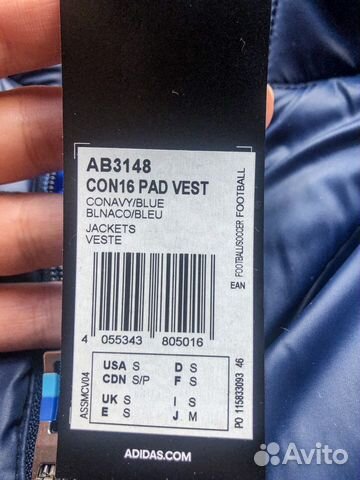 AB3148
CON16 PAD VEST
CONAVY/BLUE
BLNACO/BLEU
JACKETS
VESTE
FOOTBALL/SOCCER FOOTBALL
EAN
4 055343 805016
ASSMCV04
USA S D S
CDN S/P F S
UK S I S
E S J M
PO 115833093 46
ADIDAS.COM
Avito